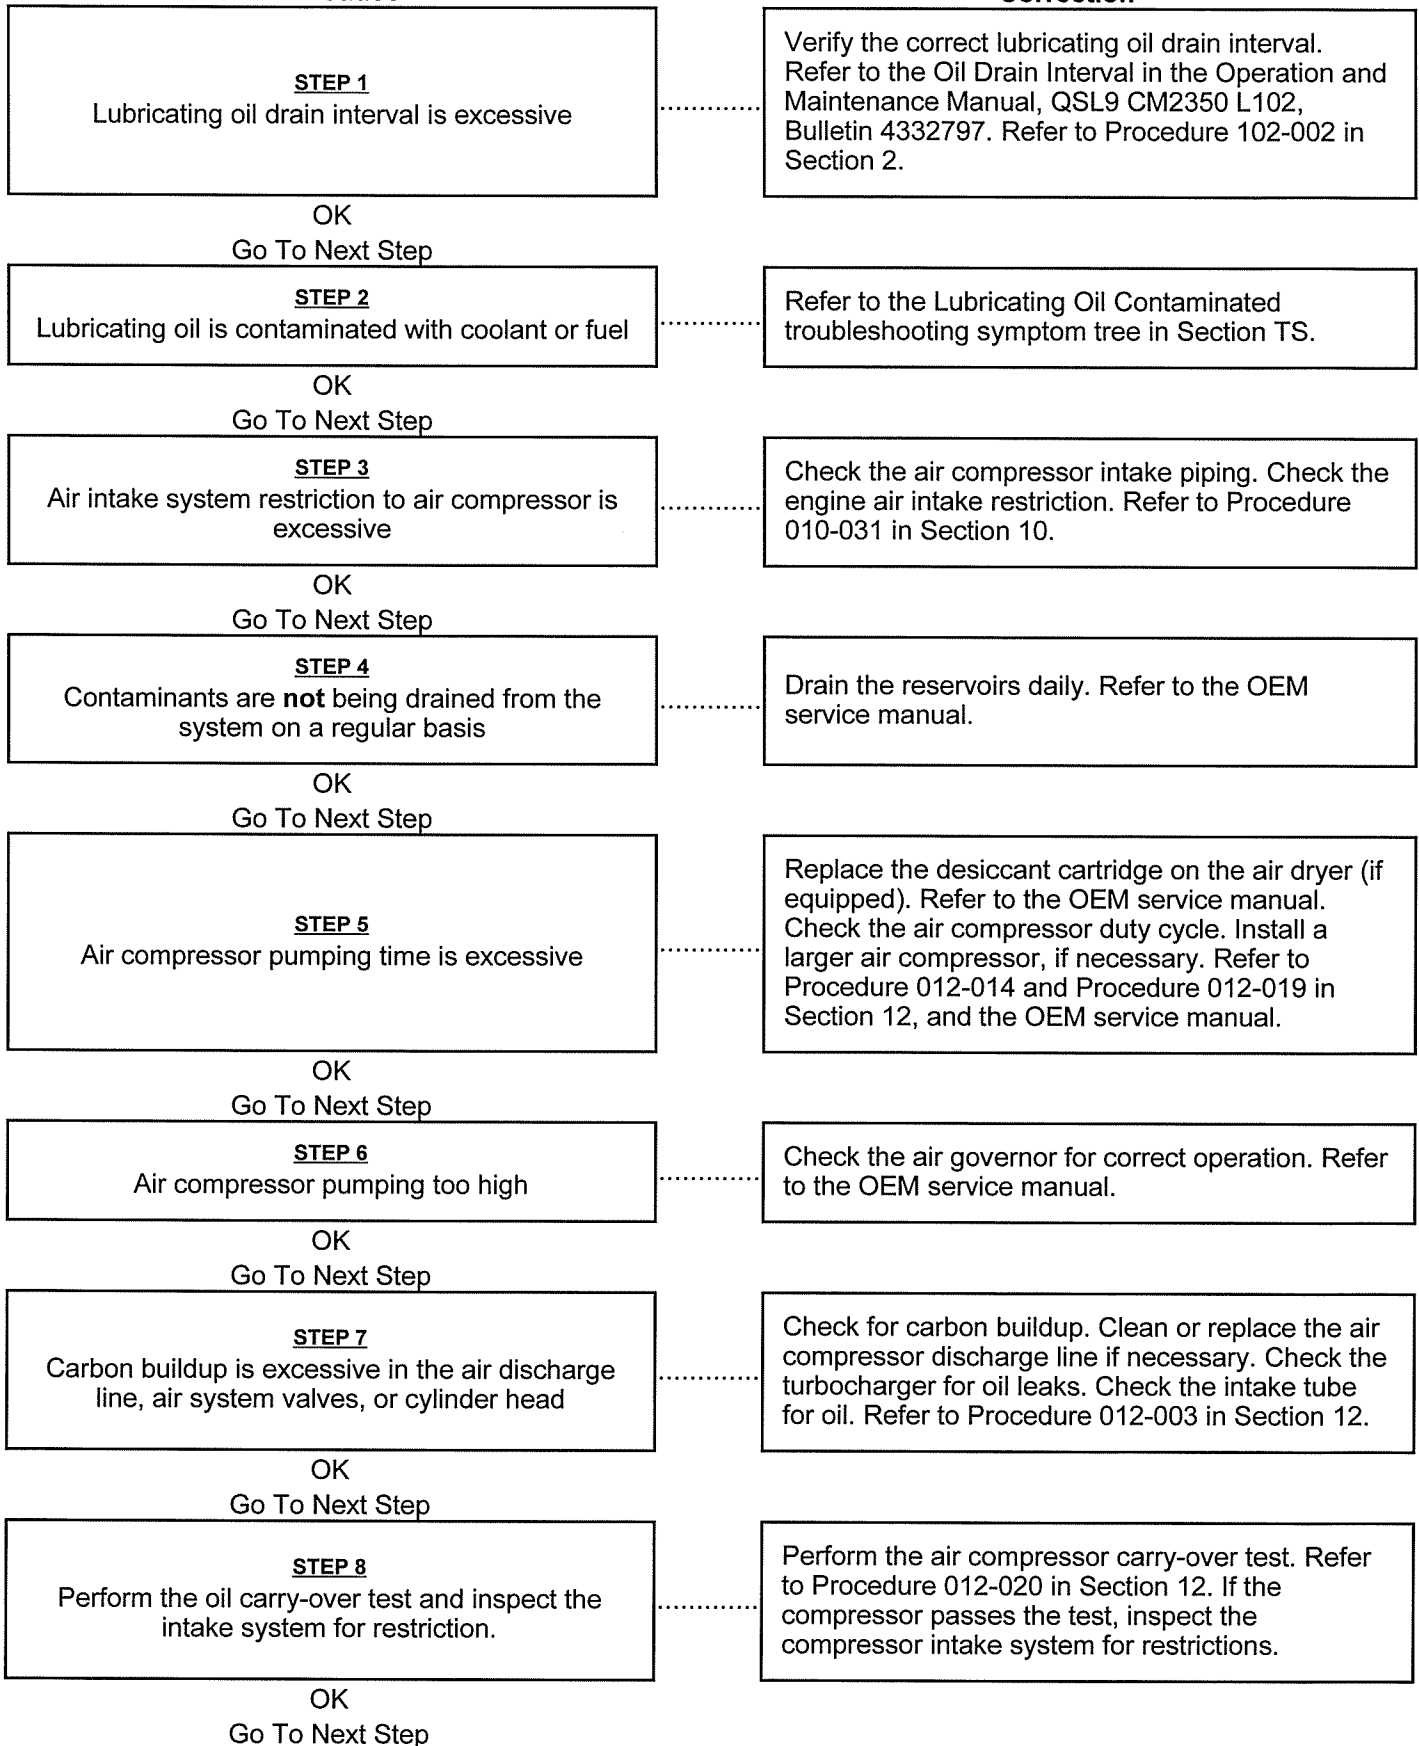 STEP 1
Lubricating oil drain interval is excessive
Verify the correct lubricating oil drain interval.
Refer to the Oil Drain Interval in the Operation and
Maintenance Manual, QSL9 CM2350 L102,
Bulletin 4332797. Refer to Procedure 102-002 in
Section 2.
OK
Go To Next Step
STEP 2
Lubricating oil is contaminated with coolant or fuel
Refer to the Lubricating Oil Contaminated
troubleshooting symptom tree in Section TS.
OK
Go To Next Step
STEP 3
Air intake system restriction to air compressor is
excessive
Check the air compressor intake piping. Check the
engine air intake restriction. Refer to Procedure
010-031 in Section 10.
OK
Go To Next Step
STEP 4
Contaminants are not being drained from the
system on a regular basis
Drain the reservoirs daily. Refer to the OEM
service manual.
OK
Go To Next Step
STEP 5
Air compressor pumping time is excessive
Replace the desiccant cartridge on the air dryer (if
equipped). Refer to the OEM service manual.
Check the air compressor duty cycle. Install a
larger air compressor, if necessary. Refer to
Procedure 012-014 and Procedure 012-019 in
Section 12, and the OEM service manual.
OK
Go To Next Step
STEP 6
Air compressor pumping too high
Check the air governor for correct operation. Refer
to the OEM service manual.
OK
Go To Next Step
STEP 7
Carbon buildup is excessive in the air discharge
line, air system valves, or cylinder head
Check for carbon buildup. Clean or replace the air
compressor discharge line if necessary. Check the
turbocharger for oil leaks. Check the intake tube
for oil. Refer to Procedure 012-003 in Section 12.
OK
Go To Next Step
STEP 8
Perform the oil carry-over test and inspect the
intake system for restriction.
Perform the air compressor carry-over test. Refer
to Procedure 012-020 in Section 12. If the
compressor passes the test, inspect the
compressor intake system for restrictions.
OK
Go To Next Step